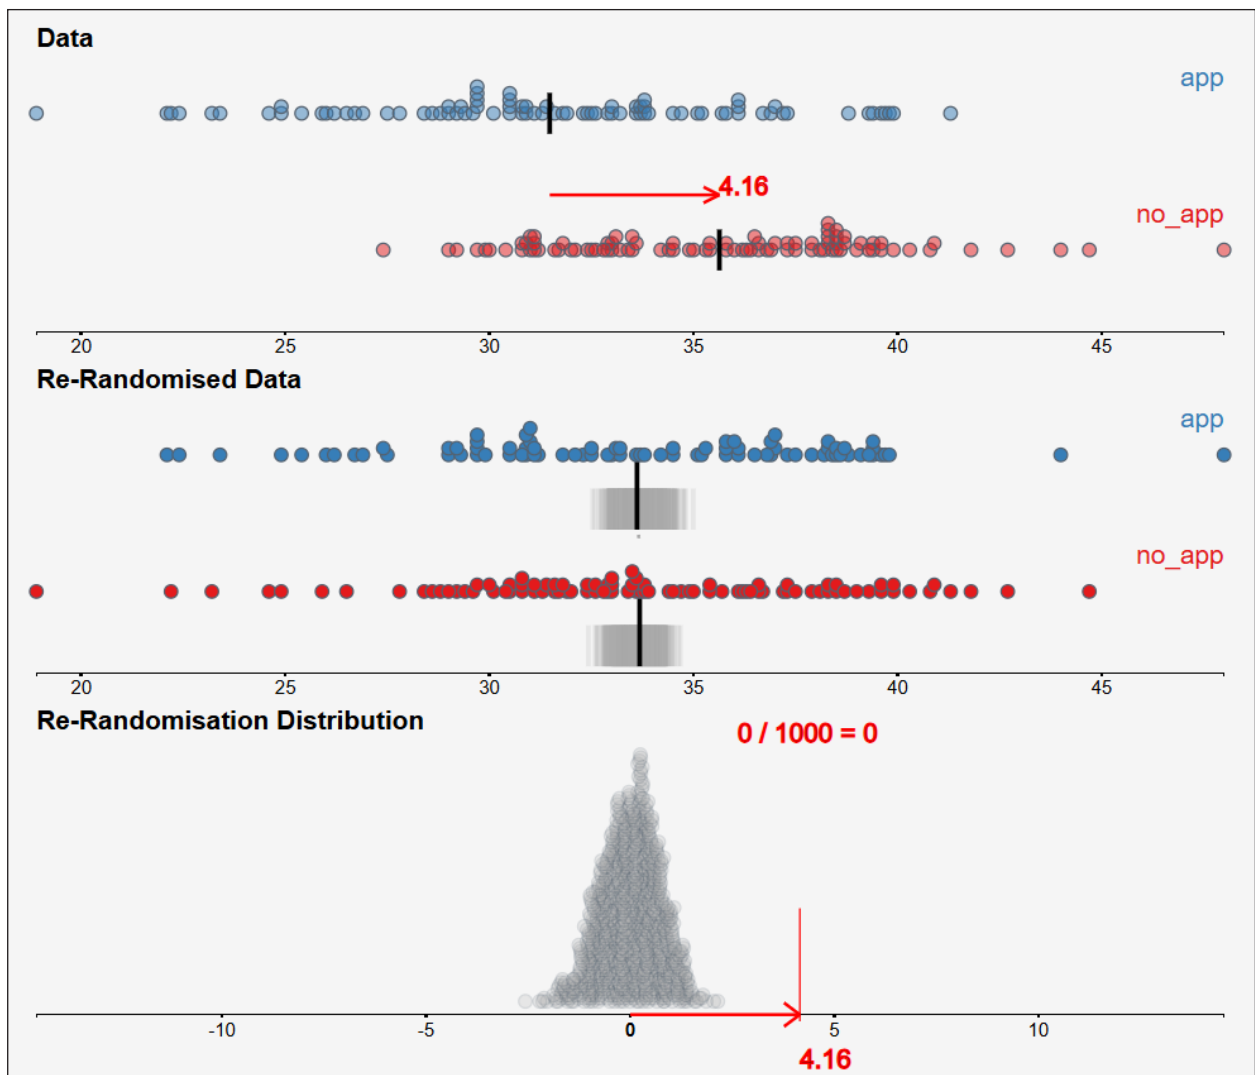 Data
app
4.16
no_app
20 25 30 35 40 45
Re-Randomised Data
app
no_app
20 25 30 35 40 45
Re-Randomisation Distribution
0 / 1000 = 0
-10 -5 0 5 10
4.16